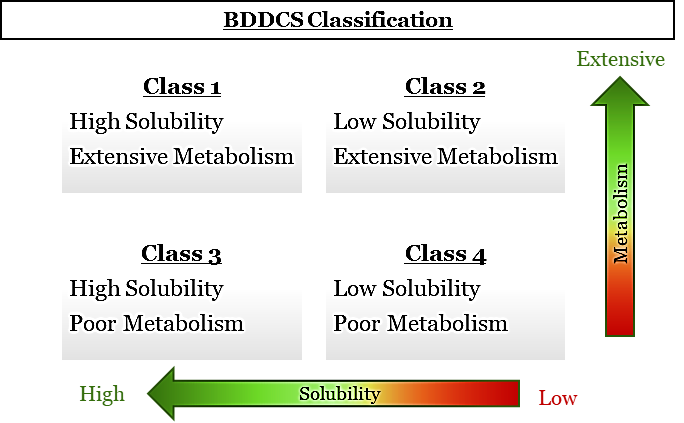 BDDCS Classification
Extensive
Class 1
High Solubility
Extensive Metabolism
Class 2
Low Solubility
Extensive Metabolism
Metabolism
Class 3
High Solubility
Poor Metabolism
Class 4
Low Solubility
Poor Metabolism
High
Solubility
Low